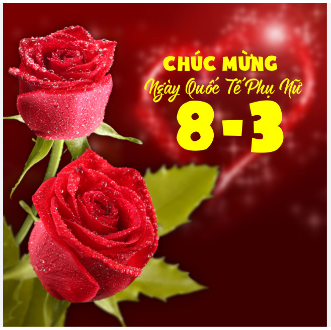 CHÚC MỪNG
Ngày Quốc Tế Phụ Nữ
8-3